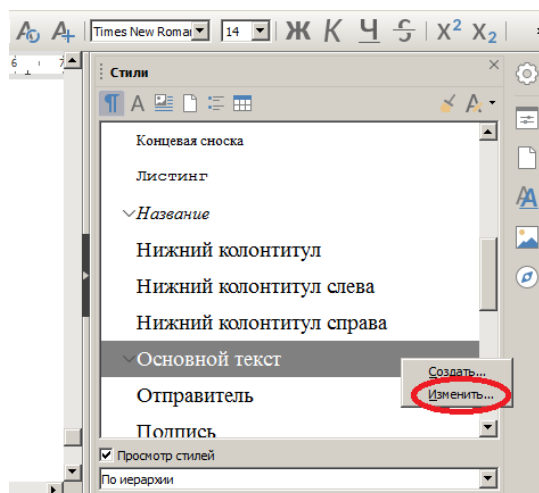 Times New Roma 14 Ж К Ч S X² X₂
6 7
Стили
Концевая сноска
Листинг
Название
Нижний колонтитул
Нижний колонтитул слева
Нижний колонтитул справа
Основной текст
Создать...
Изменить...
Отправитель
Подпись
Просмотр стилей
По иерархии